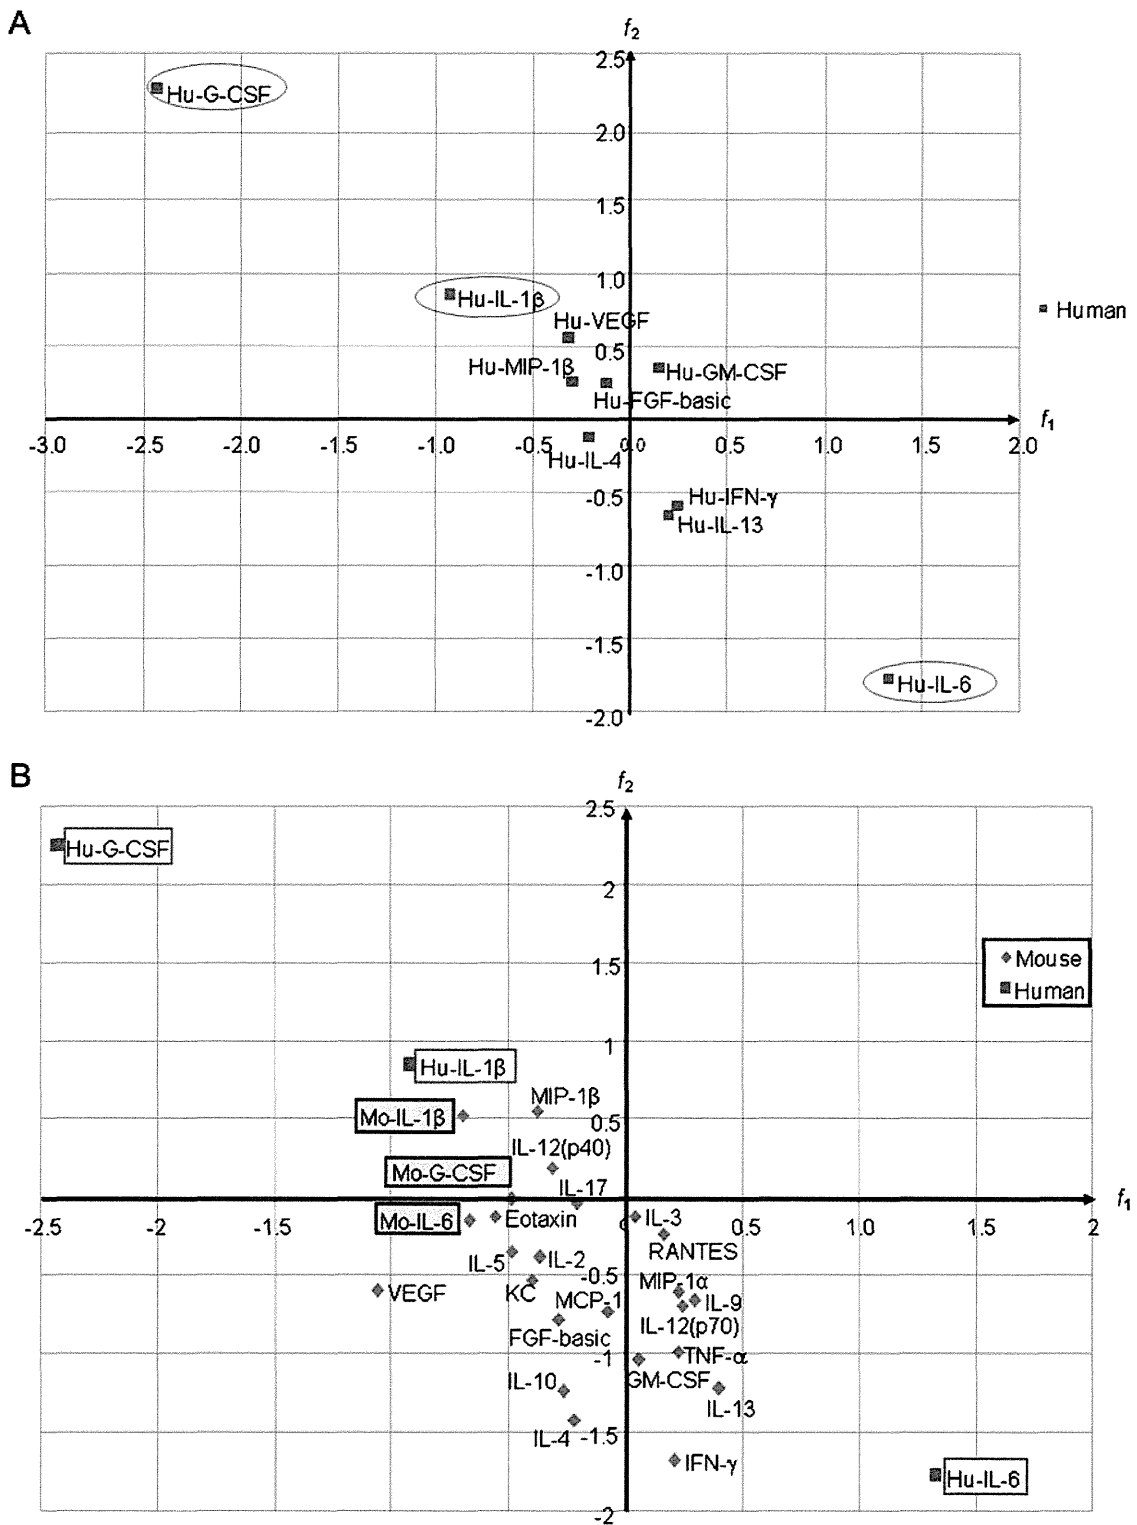 A
f2
2.5
Hu-G-CSF
2.0
1.5
1.0
Hu-IL-1β
Human
Hu-VEGF
0.5
Hu-MIP-1β
Hu-GM-CSF
Hu-FGF-basic
f1
-3.0 -2.5 -2.0 -1.5 -1.0 -0.5 0.0 0.5 1.0 1.5 2.0
Hu-IL-4
-0.5
Hu-IFN-γ
Hu-IL-13
-1.0
-1.5
Hu-IL-6
-2.0
B
f2
2.5
Hu-G-CSF
2
Mouse
1.5
Human
1
Hu-IL-1β
MIP-1β
Mo-IL-1β
0.5
IL-12(p40)
Mo-G-CSF
IL-17
f1
Mo-IL-6
Eotaxin
IL-3
-2.5 -2 -1.5 -1 0 0.5 1.0 1.5 2
RANTES
IL-5
IL-2
-0.5
MIP-1α
VEGF
KC
MCP-1
IL-9
IL-12(p70)
FGF-basic
-1
TNF-α
IL-10
GM-CSF
IL-13
IL-4
-1.5
IFN-γ
Hu-IL-6
-2